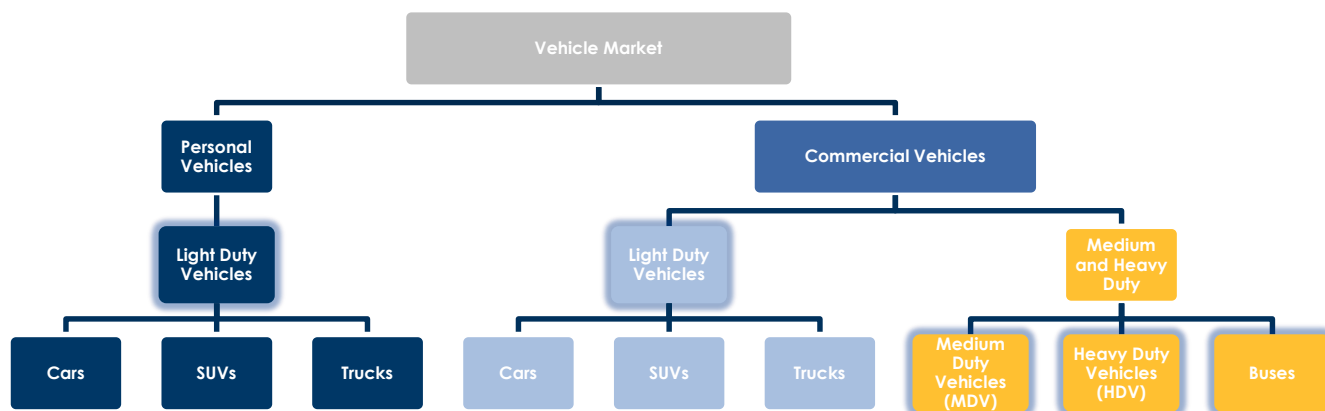 Vehicle Market
Personal
Vehicles
Commercial Vehicles
Light Duty
Vehicles
Light Duty
Vehicles
Medium
and Heavy
Duty
Cars
SUVs
Trucks
Cars
SUVs
Trucks
Medium
Duty
Vehicles
(MDV)
Heavy Duty
Vehicles
(HDV)
Buses